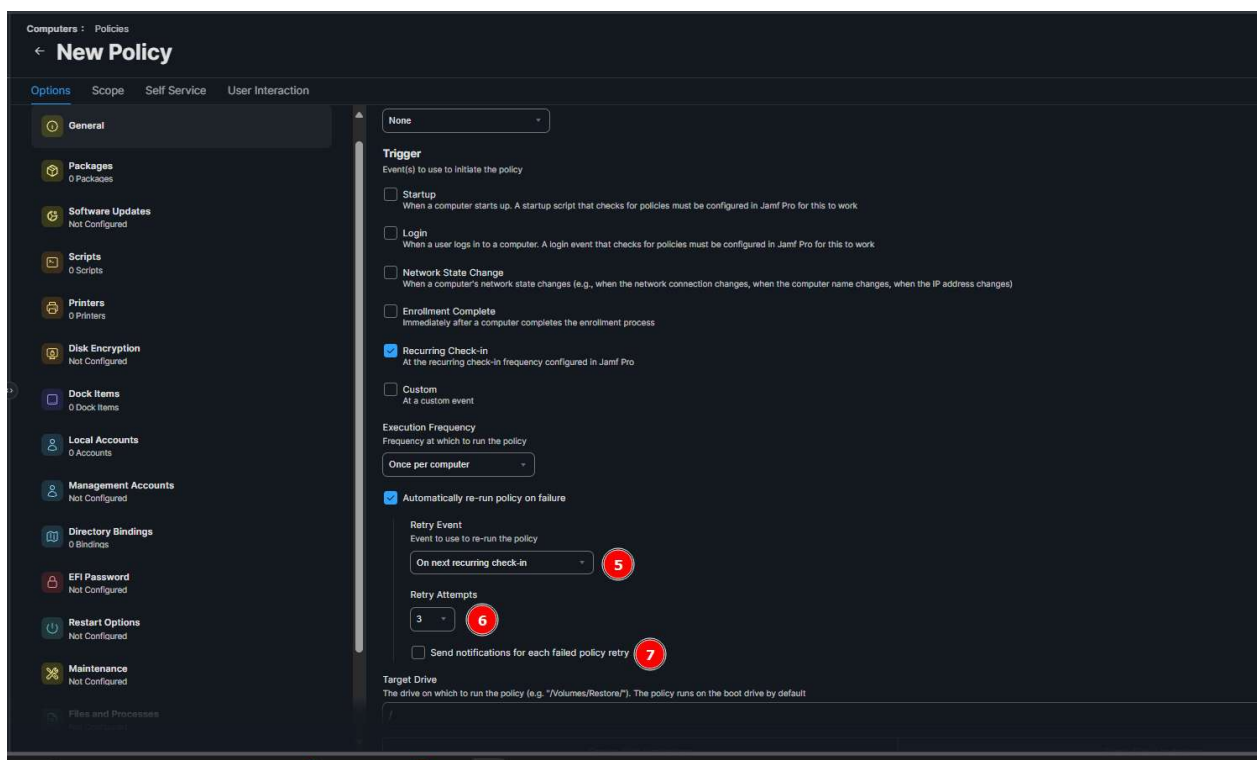 Computers : Policies
← New Policy
Options Scope Self Service User Interaction
General
Packages
0 Packages
Software Updates
Not Configured
Scripts
0 Scripts
Printers
0 Printers
Disk Encryption
Not Configured
Dock Items
0 Dock Items
Local Accounts
0 Accounts
Management Accounts
Not Configured
Directory Bindings
0 Bindings
EFI Password
Not Configured
Restart Options
Not Configured
Maintenance
Not Configured
Files and Processes
None
Trigger
Event(s) to use to initiate the policy
Startup
When a computer starts up. A startup script that checks for policies must be configured in Jamf Pro for this to work
Login
When a user logs in to a computer. A login event that checks for policies must be configured in Jamf Pro for this to work
Network State Change
When a computer's network state changes (e.g., when the network connection changes, when the computer name changes, when the IP address changes)
Enrollment Complete
Immediately after a computer completes the enrollment process
Recurring Check-in
At the recurring check-in frequency configured in Jamf Pro
Custom
At a custom event
Execution Frequency
Frequency at which to run the policy
Once per computer
Automatically re-run policy on failure
Retry Event
Event to use to re-run the policy
On next recurring check-in 5
Retry Attempts
3 6
Send notifications for each failed policy retry 7
Target Drive
The drive on which to run the policy (e.g. "/Volumes/Restore/"). The policy runs on the boot drive by default
/